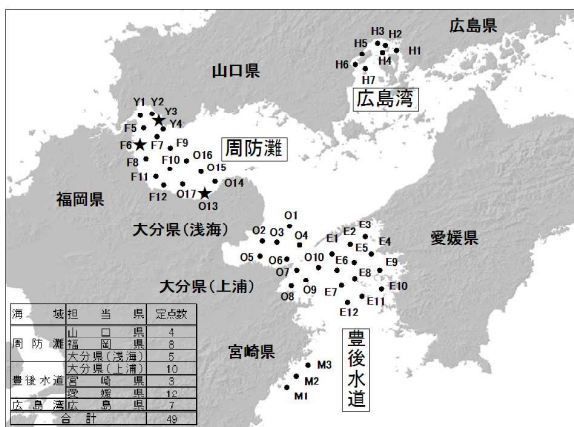 広島県
H3 H2
H5 H1
H4
H6
H7
山口県
広島湾
Y1 Y2
Y3
F5 Y4
F6 F7 F9
周防灘
F8 F10 O16
O15
F11 O14
F12 O17
O13
福岡県
大分県(浅海)
愛媛県
O1
O2 O3 O4
E3
E2
E1 E4
E5
O5 O6 O10 E6 E9
O7
E8
大分県(上浦)
O8 O9 E7 E10
E11
E12
豊後水道
宮崎県
M3
M2
M1
海 域 担 当 県 定点数
周 防 灘 山 口 県 4
福 岡 県 8
大分県(浅海) 5
豊後水道 大分県(上浦) 10
宮 崎 県 3
愛 媛 県 12
広 島 湾 広 島 県 7
合 計 49